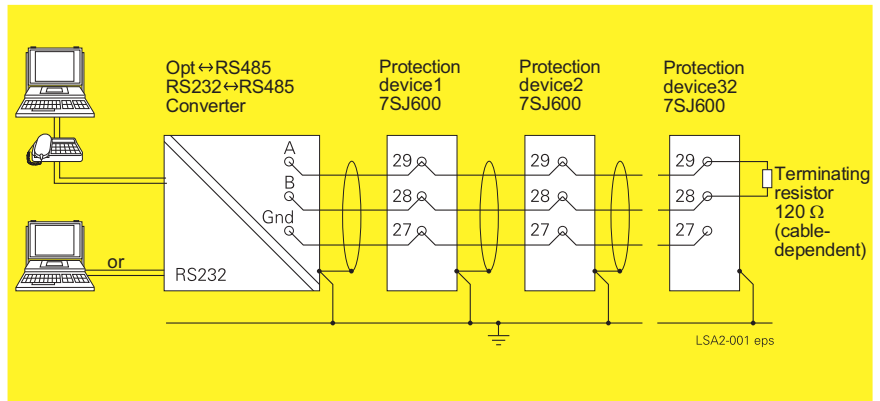 Opt↔RS485
RS232↔RS485
Converter
Protection
device1
7SJ600
Protection
device2
7SJ600
Protection
device32
7SJ600
A
B
Gnd
RS232
or
29
28
27
29
28
27
29
28
27
Terminating
resistor
120 Ω
(cable-
dependent)
LSA2-001 eps